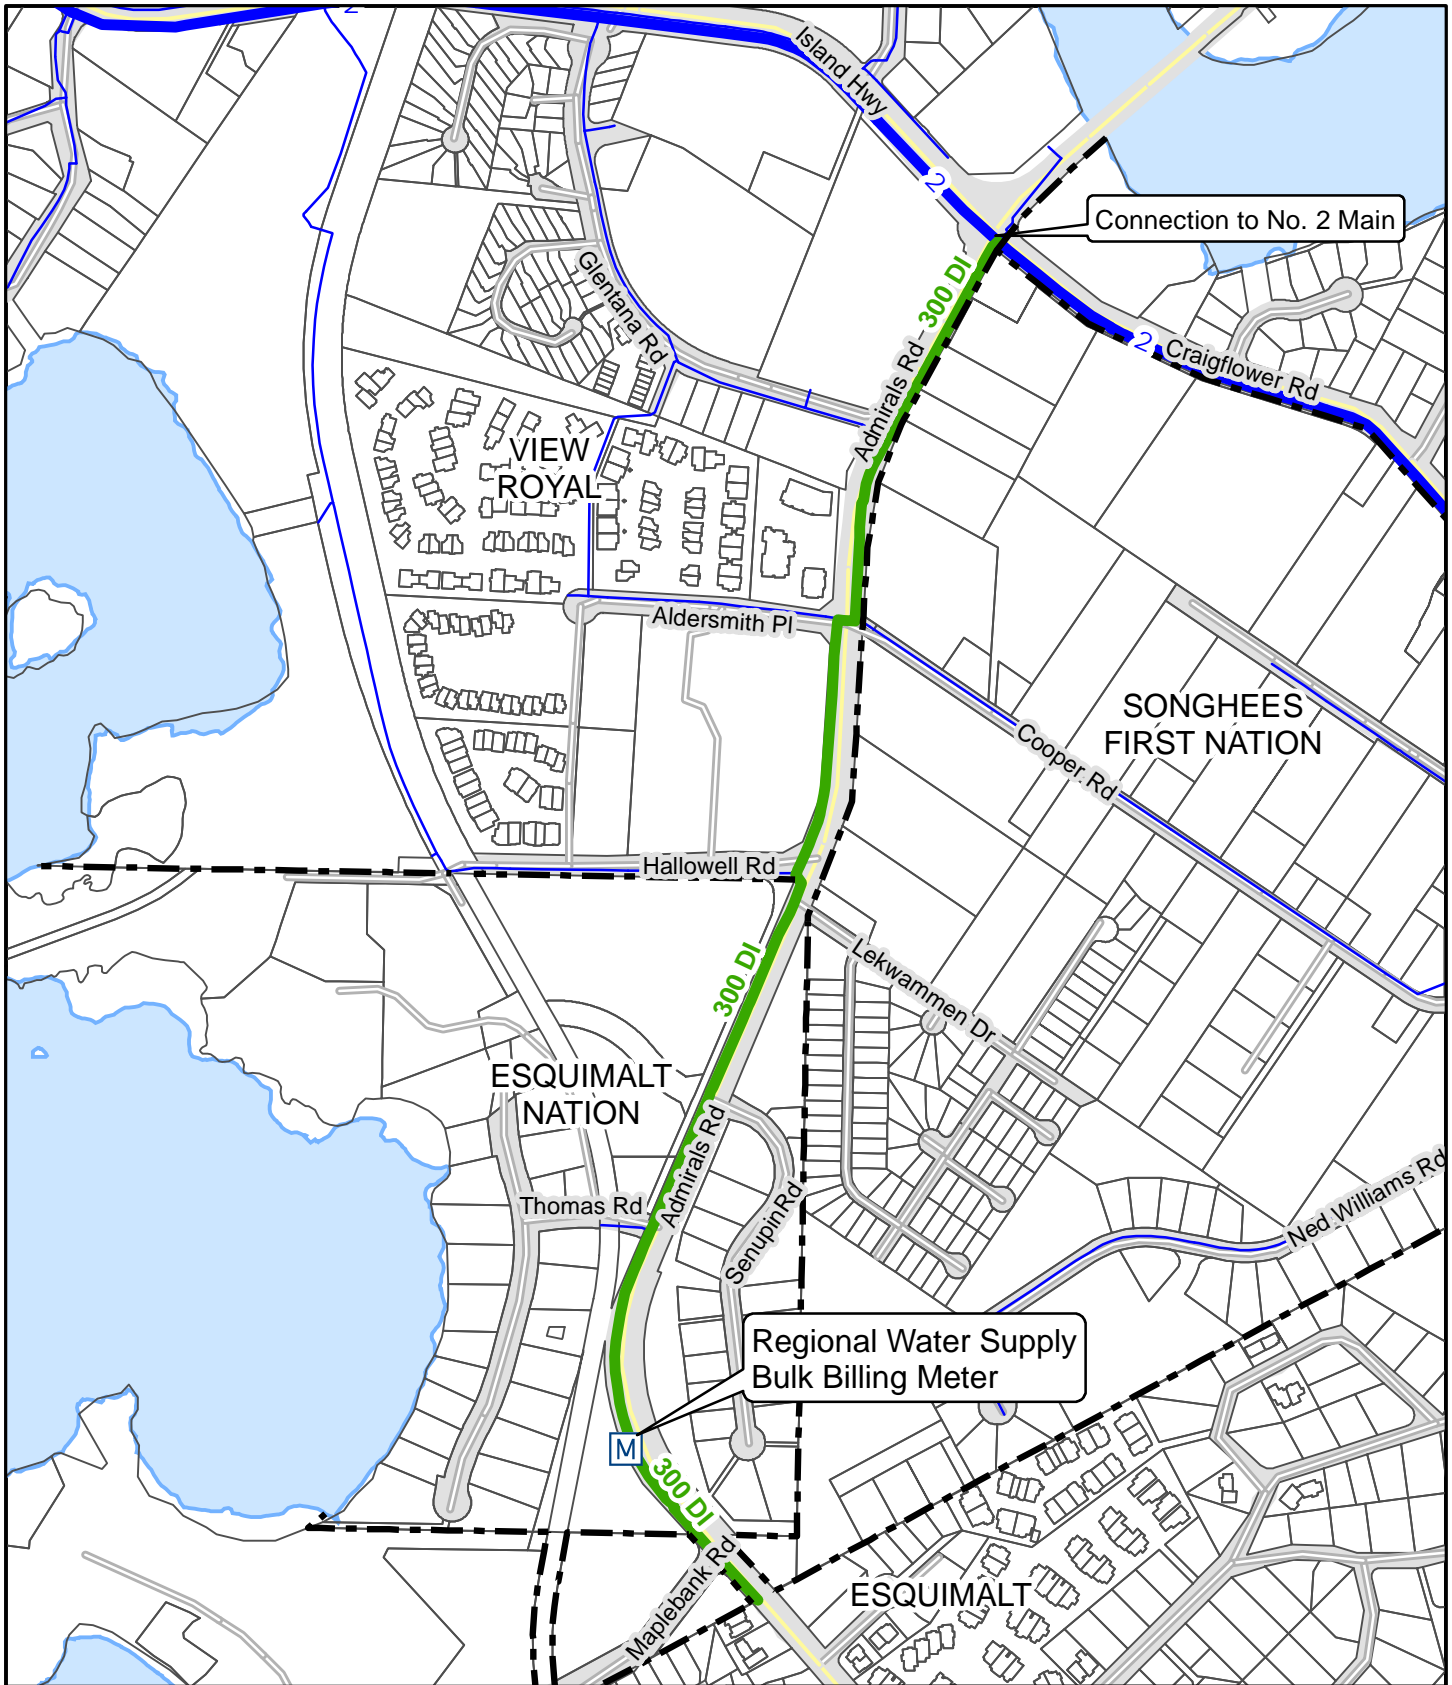 2
Island Hwy
2
Connection to No. 2 Main
Glentana Rd
300 DI
Admirals Rd
2
Craigflower Rd
VIEW
ROYAL
Aldersmith Pl
SONGHEES
FIRST NATION
Cooper Rd
Hallowell Rd
300 DI
Lekwammen Dr
ESQUIMALT
NATION
Admirals Rd
Thomas Rd
SenupinRd
Ned Williams Rd
Regional Water Supply
Bulk Billing Meter
M
300 DI
Maplebank Rd
ESQUIMALT